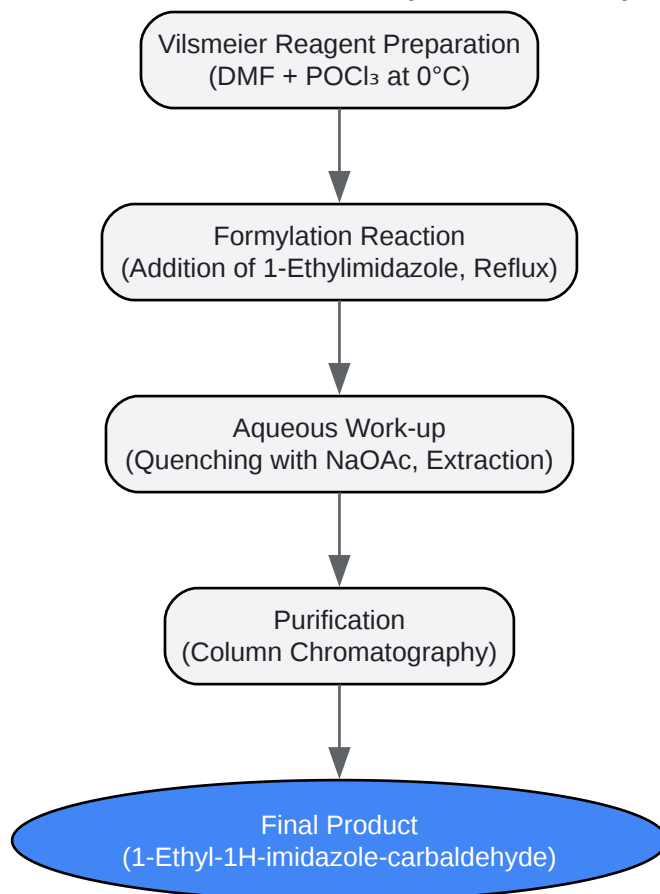 Vilsmeier Reagent Preparation
(DMF + POCl₃ at 0°C)
Formylation Reaction
(Addition of 1-Ethylimidazole, Reflux)
Aqueous Work-up
(Quenching with NaOAc, Extraction)
Purification
(Column Chromatography)
Final Product
(1-Ethyl-1H-imidazole-carbaldehyde)